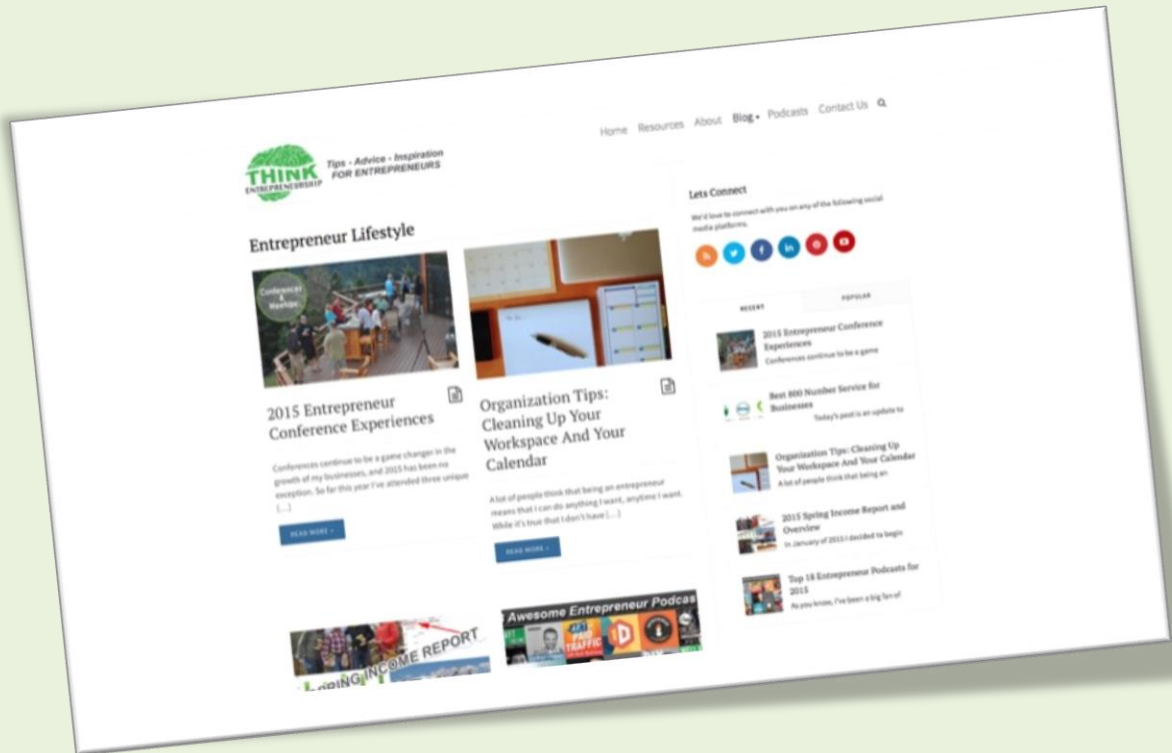 Home Resources About Blog Podcasts Contact Us
THINK
ENTREPRENEURSHIP
Tips - Advice - Inspiration
FOR ENTREPRENEURS
Entrepreneur Lifestyle
Conferences
&
Meetups
2015 Entrepreneur
Conference Experiences
Conferences continue to be a game changer in the
growth of my businesses, and 2015 has been no
exception. So far this year I've attended three unique
[...]
READ MORE »
Organization Tips:
Cleaning Up Your
Workspace And Your
Calendar
A lot of people think that being an entrepreneur
means that I can do anything I want, anytime I want.
While it's true that I don't have [...]
READ MORE »
SPRING INCOME REPORT
Awesome Entrepreneur Podcas
TRAFFIC
Lets Connect
We'd love to connect with you on any of the following social
media platforms.
RECENT
POPULAR
2015 Entrepreneur Conference
Experiences
Conferences continue to be a game
Best 800 Number Service for
Businesses
Today's post is an update to
Organization Tips: Cleaning Up
Your Workspace And Your Calendar
A lot of people think that being an
2015 Spring Income Report and
Overview
In January of 2015 I decided to begin
Top 18 Entrepreneur Podcasts for
2015
As you know, I've been a big fan of